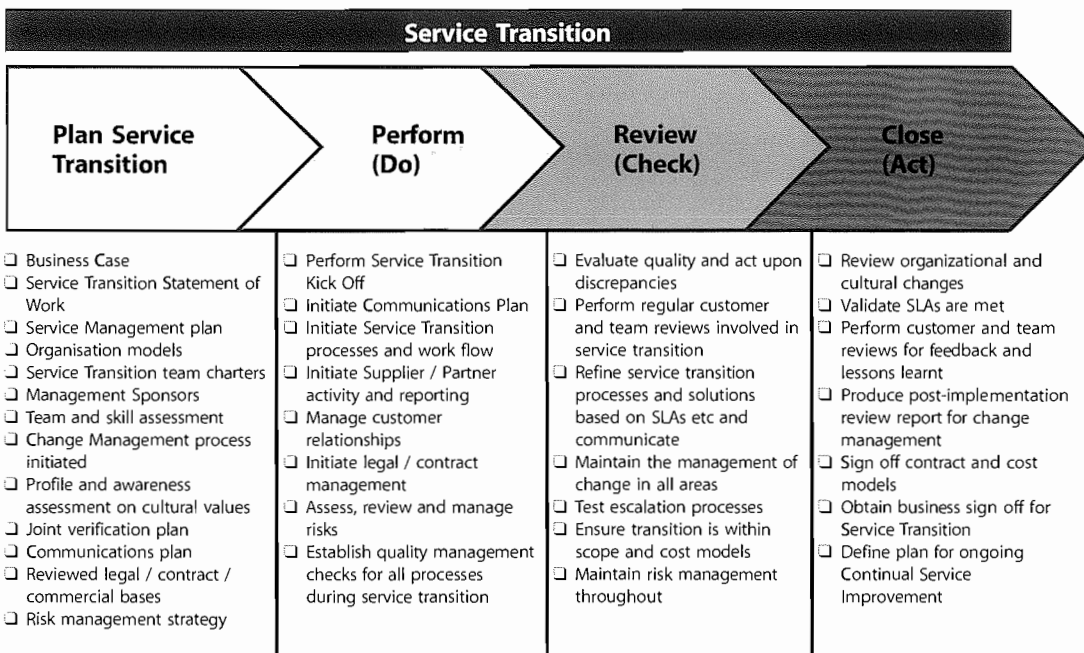 Service Transition
Plan Service
Transition
Perform
(Do)
Review
(Check)
Close
(Act)
❑ Business Case
❑ Service Transition Statement of
Work
❑ Service Management plan
❑ Organisation models
❑ Service Transition team charters
❑ Management Sponsors
❑ Team and skill assessment
❑ Change Management process
initiated
❑ Profile and awareness
assessment on cultural values
❑ Joint verification plan
❑ Communications plan
❑ Reviewed legal / contract /
commercial bases
❑ Risk management strategy
❑ Perform Service Transition
Kick Off
❑ Initiate Communications Plan
❑ Initiate Service Transition
processes and work flow
❑ Initiate Supplier / Partner
activity and reporting
❑ Manage customer
relationships
❑ Initiate legal / contract
management
❑ Assess, review and manage
risks
❑ Establish quality management
checks for all processes
during service transition
❑ Evaluate quality and act upon
discrepancies
❑ Perform regular customer
and team reviews involved in
service transition
❑ Refine service transition
processes and solutions
based on SLAs etc and
communicate
❑ Maintain the management of
change in all areas
❑ Test escalation processes
❑ Ensure transition is within
scope and cost models
❑ Maintain risk management
throughout
❑ Review organizational and
cultural changes
❑ Validate SLAs are met
❑ Perform customer and team
reviews for feedback and
lessons learnt
❑ Produce post-implementation
review report for change
management
❑ Sign off contract and cost
models
❑ Obtain business sign off for
Service Transition
❑ Define plan for ongoing
Continual Service
Improvement